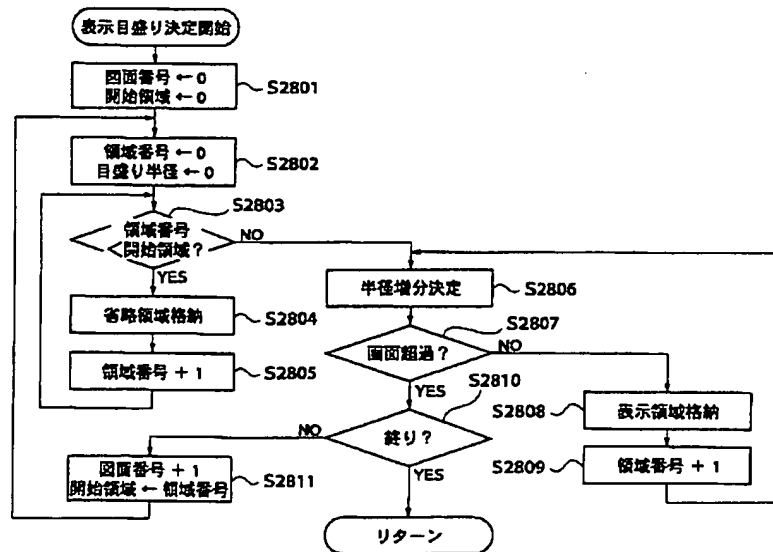 表示目盛り決定開始
図面番号 ← 0
開始領域 ← 0
S2801
領域番号 ← 0
目盛り半径 ← 0
S2802
S2803
領域番号
< 開始領域 ?
NO
YES
省略領域格納
S2804
領域番号 + 1
S2805
半径増分決定
S2806
S2807
画面超過 ?
NO
YES
S2808
表示領域格納
S2809
領域番号 + 1
S2810
終り ?
NO
YES
図面番号 + 1
開始領域 ← 領域番号
S2811
リターン